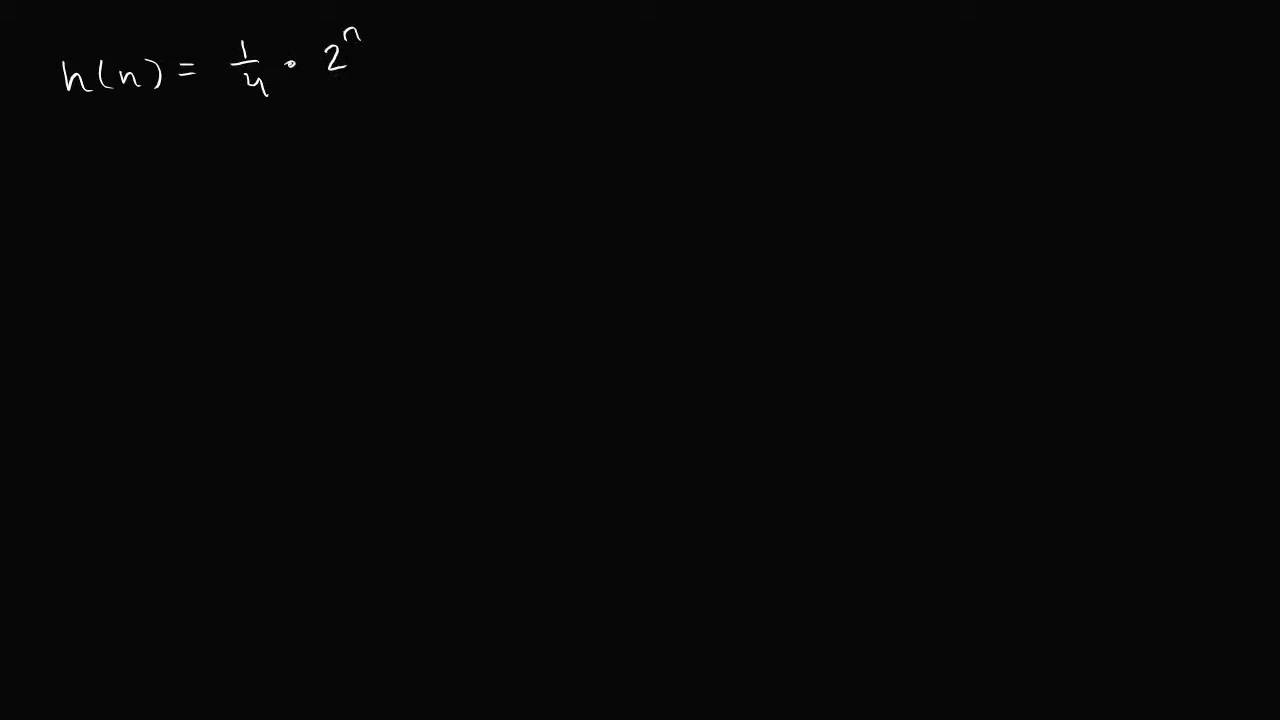 h(n) = 1/4 · 2^n